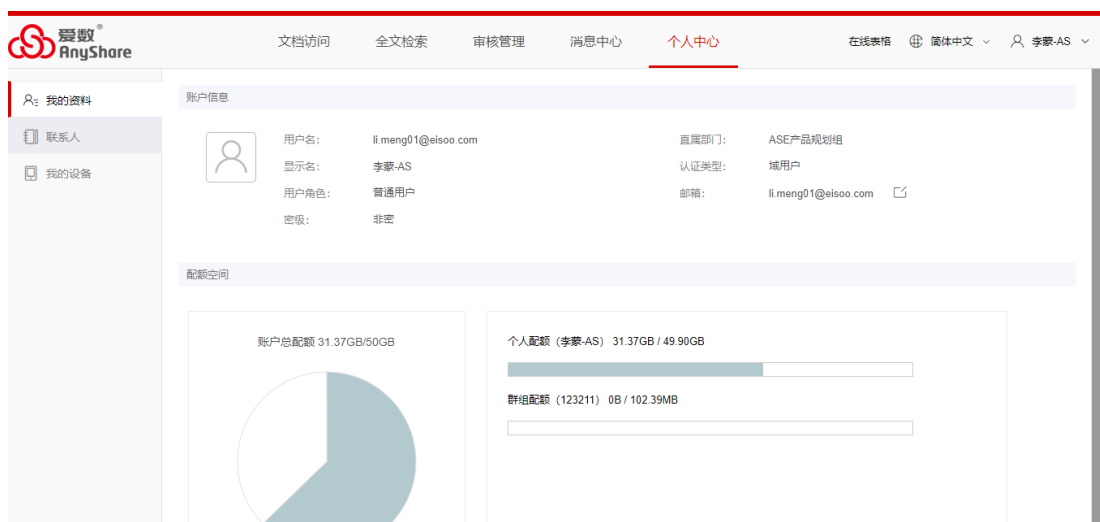 爱数®
AnyShare
文档访问 全文检索 审核管理 消息中心 个人中心 在线表格 简体中文 李蒙-AS
我的资料
联系人
我的设备
账户信息
用户名: li.meng01@eisoo.com 直属部门: ASE产品规划组
显示名: 李蒙-AS 认证类型: 域用户
用户角色: 普通用户 邮箱: li.meng01@eisoo.com
密级: 非密
配额空间
账户总配额 31.37GB/50GB
个人配额（李蒙-AS） 31.37GB / 49.90GB
群组配额（123211） 0B / 102.39MB